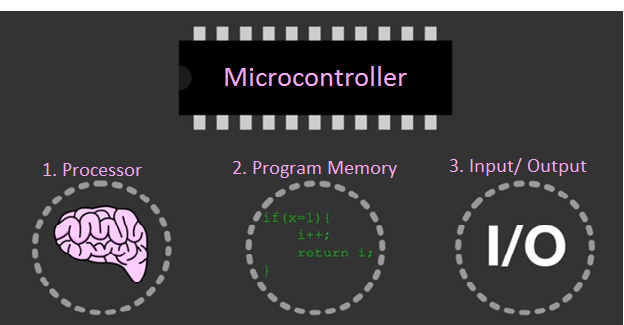 Microcontroller
1. Processor
2. Program Memory
3. Input/ Output
if(x=1){
i++;
return i;
}
I/O